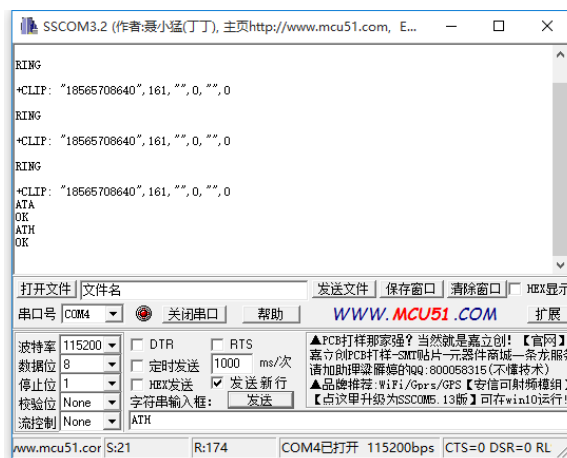 SSCOM3.2 (作者:聂小猛(丁丁), 主页http://www.mcu51.com, E...
RING
+CLIP: "18565708640",161,"",0,"",0
RING
+CLIP: "18565708640",161,"",0,"",0
RING
+CLIP: "18565708640",161,"",0,"",0
ATA
OK
ATH
OK
打开文件 文件名 发送文件 保存窗口 清除窗口 HEX显示
串口号 COM4 关闭串口 帮助 WWW.MCU51.COM 扩展
波特率 115200 DTR RTS
数据位 8 定时发送 1000 ms/次
停止位 1 HEX发送 发送新行
校验位 None 字符串输入框: 发送
流控制 None ATH
▲PCB打样那家强? 当然就是嘉立创! 【官网】
嘉立创PCB打样-SMT贴片-元器件商城一条龙服务
请加助理梁雁婷的QQ:800058315(不懂技术)
▲品牌推荐:WiFi/Gprs/GPS【安信可射频模组】
【点这里升级为SSCOM5.13版】可在win10运行!
www.mcu51.cor S:21 R:174 COM4已打开 115200bps CTS=0 DSR=0 RL